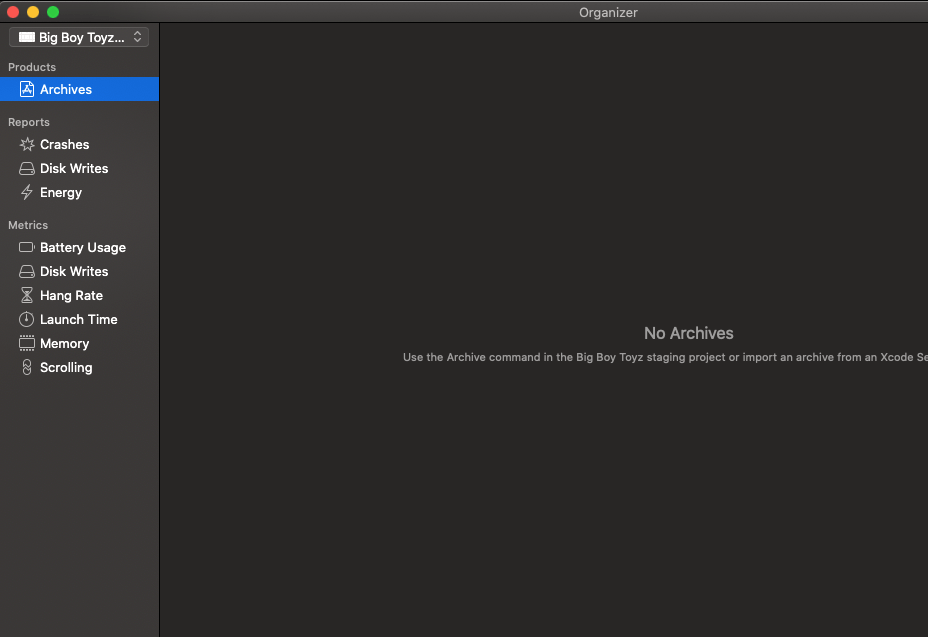 Organizer
Big Boy Toyz...
Products
Archives
Reports
Crashes
Disk Writes
Energy
Metrics
Battery Usage
Disk Writes
Hang Rate
Launch Time
Memory
Scrolling
No Archives
Use the Archive command in the Big Boy Toyz staging project or import an archive from an Xcode Se